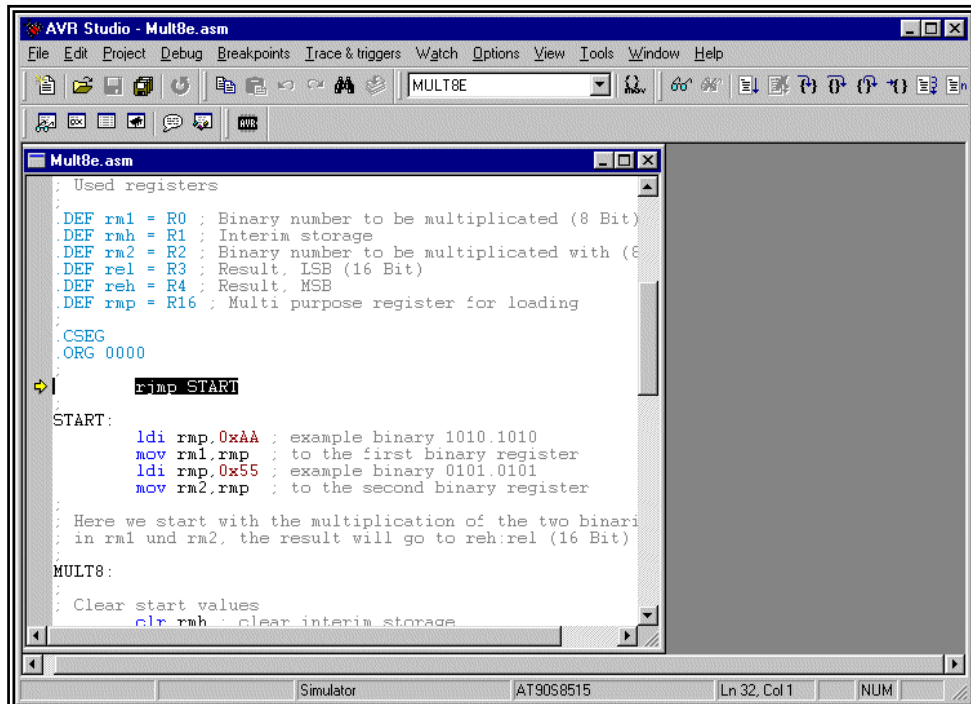 AVR Studio - Mult8e.asm
File Edit Project Debug Breakpoints Trace & triggers Watch Options View Tools Window Help
MULT8E
AVR
Mult8e.asm
; Used registers
;
.DEF rm1 = R0 ; Binary number to be multiplicated (8 Bit)
.DEF rmh = R1 ; Interim storage
.DEF rm2 = R2 ; Binary number to be multiplicated with (8
.DEF rel = R3 ; Result, LSB (16 Bit)
.DEF reh = R4 ; Result, MSB
.DEF rmp = R16 ; Multi purpose register for loading
;
.CSEG
.ORG 0000
;
rjmp START
;
START:
ldi rmp,0xAA ; example binary 1010.1010
mov rm1,rmp ; to the first binary register
ldi rmp,0x55 ; example binary 0101.0101
mov rm2,rmp ; to the second binary register
;
; Here we start with the multiplication of the two binari
; in rm1 und rm2, the result will go to reh:rel (16 Bit)
;
MULT8:
;
; Clear start values
clr rmh ; clear interim storage
Simulator AT90S8515 Ln 32, Col 1 NUM